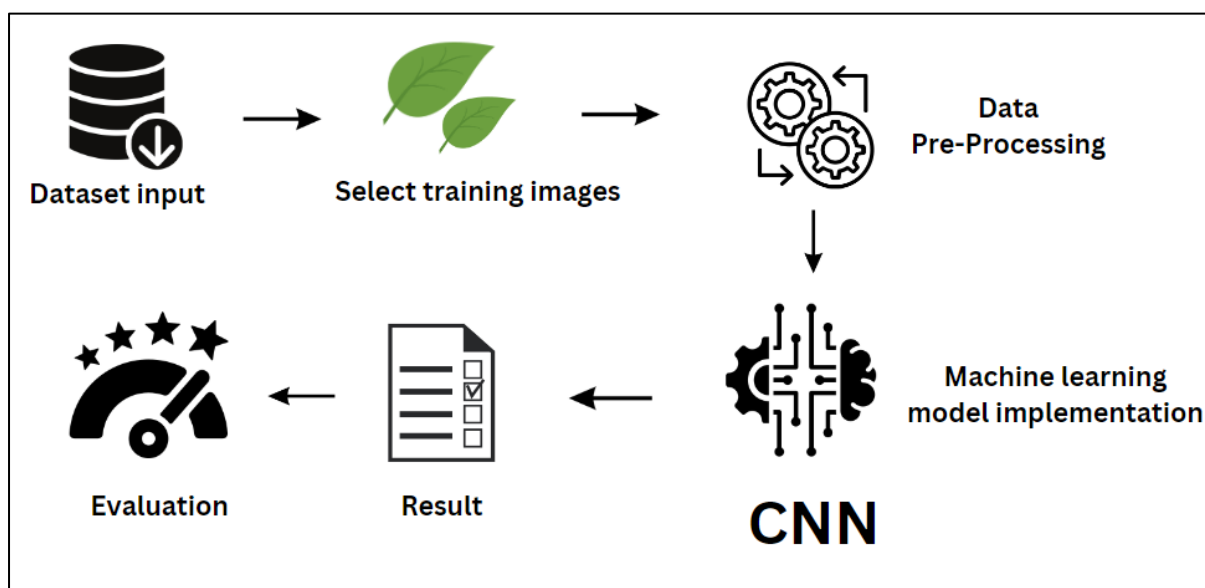 Dataset input
Select training images
Data
Pre-Processing
Machine learning
model implementation
CNN
Result
Evaluation